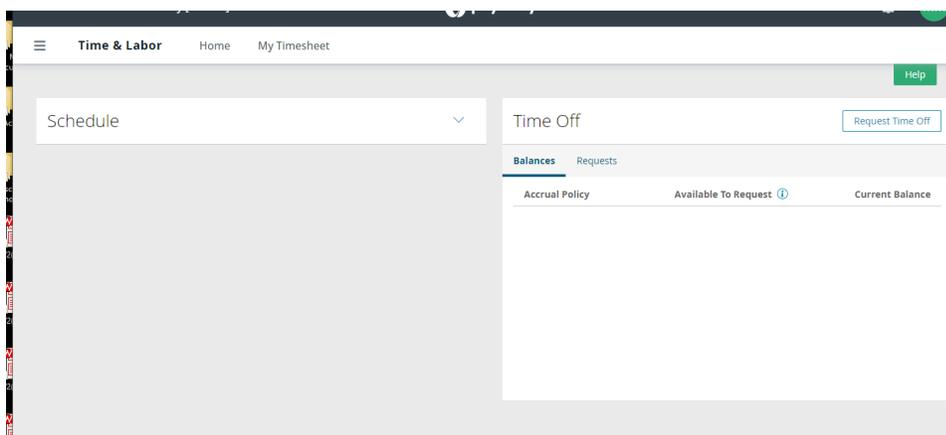 Time & Labor
Home
My Timesheet
Help
Schedule
Time Off
Request Time Off
Balances
Requests
Accrual Policy
Available To Request
Current Balance